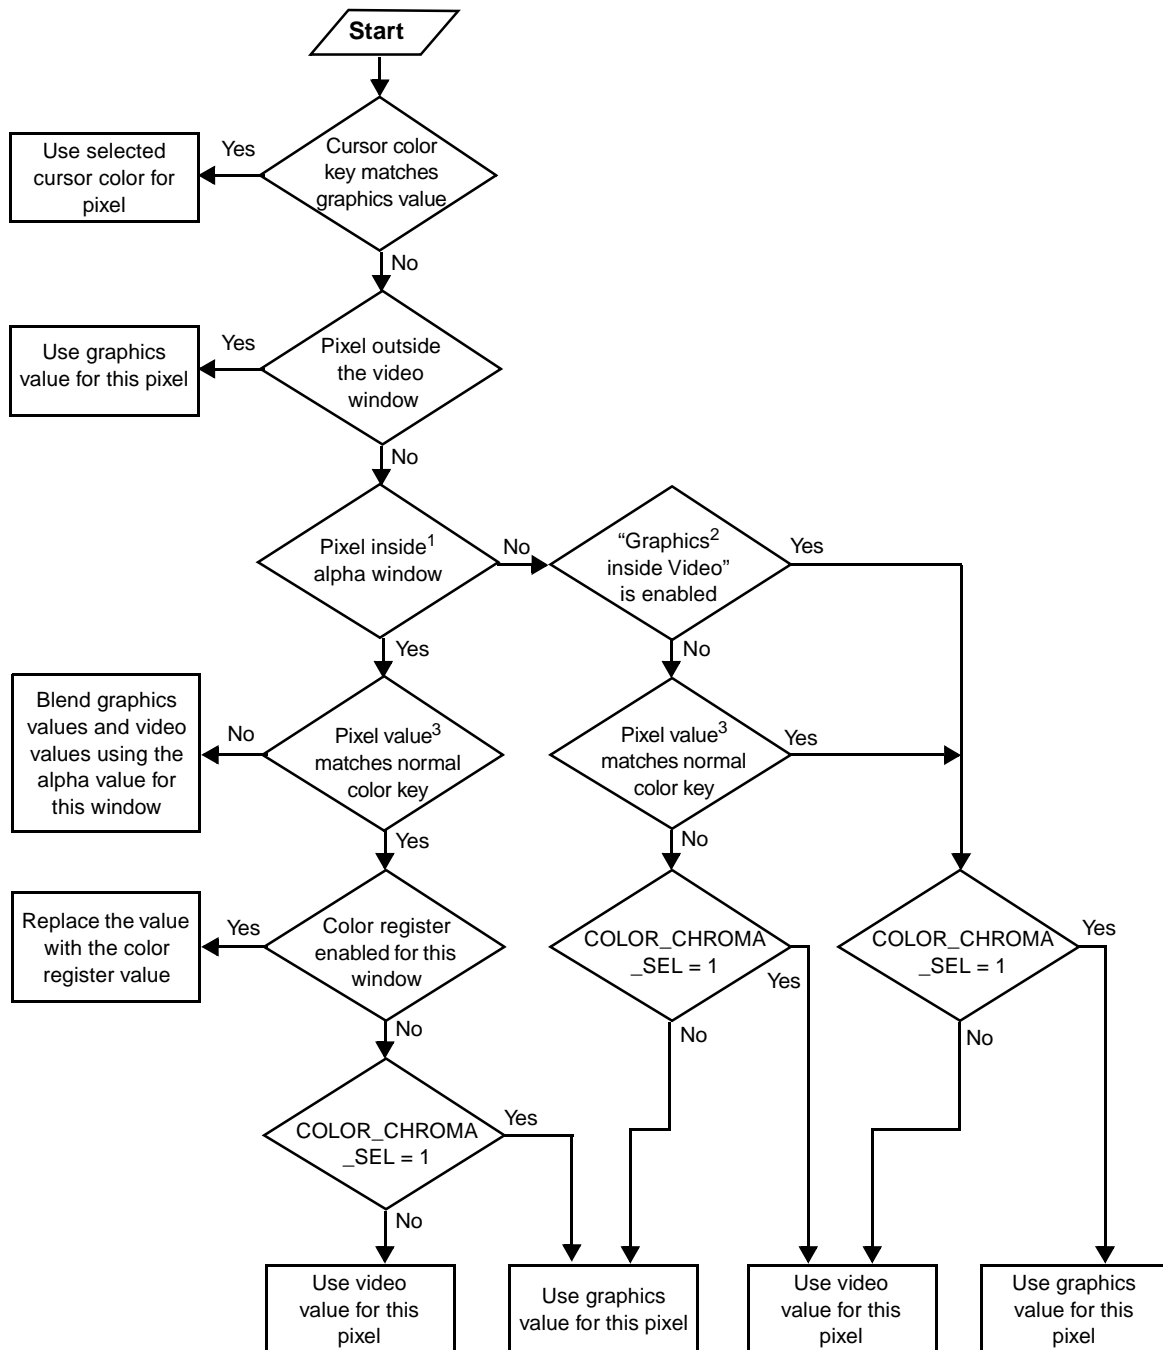 Start
Cursor color
key matches
graphics value
Yes
Use selected
cursor color for
pixel
No
Pixel outside
the video
window
Yes
Use graphics
value for this pixel
No
Pixel inside1
alpha window
No
“Graphics2
inside Video”
is enabled
Yes
Yes
No
Blend graphics
values and video
values using the
alpha value for
this window
No
Pixel value3
matches normal
color key
Pixel value3
matches normal
color key
Yes
Yes
No
Replace the value
with the color
register value
Yes
Color register
enabled for this
window
COLOR_CHROMA
_SEL = 1
Yes
COLOR_CHROMA
_SEL = 1
Yes
No
No
No
COLOR_CHROMA
_SEL = 1
Yes
No
Use video
value for this
pixel
Use graphics
value for this pixel
Use video
value for this
pixel
Use graphics
value for this
pixel